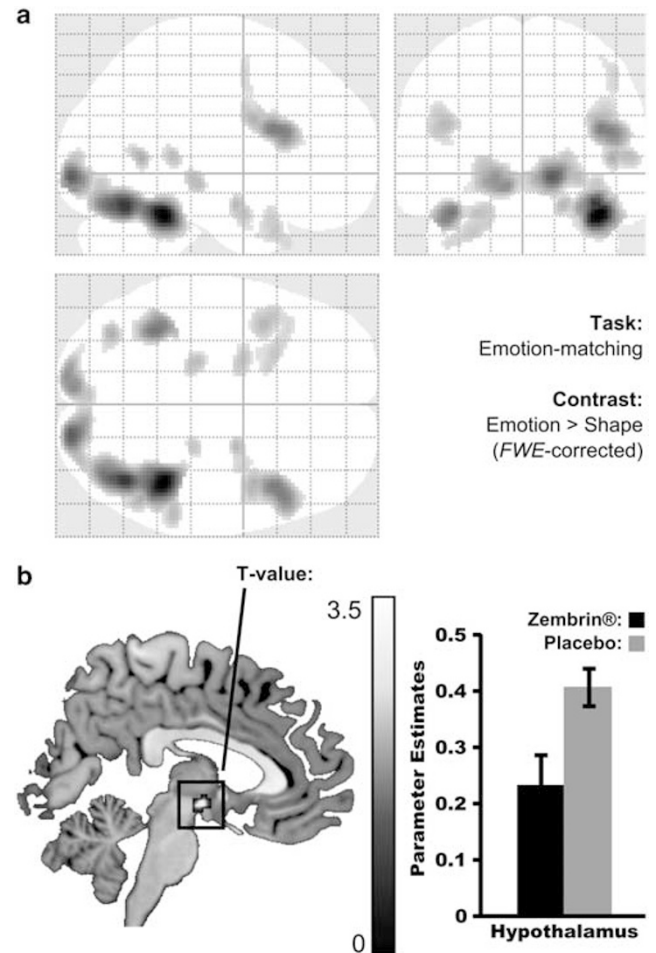 a
Task:
Emotion-matching
Contrast:
Emotion > Shape
(FWE-corrected)
b
T-value:
3.5
0
Zembrin®:
Placebo:
Parameter Estimates
0.5
0.4
0.3
0.2
0.1
0
Hypothalamus